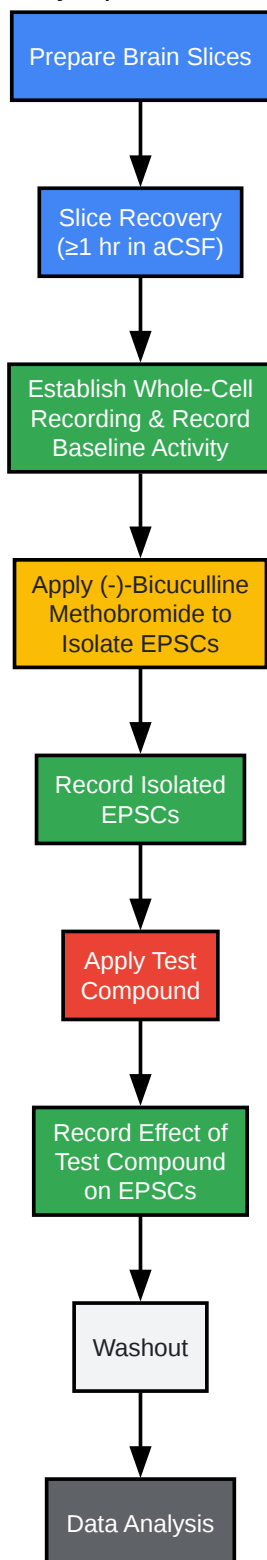 Prepare Brain Slices
Slice Recovery
(≥1 hr in aCSF)
Establish Whole-Cell
Recording & Record
Baseline Activity
Apply (-)-Bicuculline
Methobromide to
Isolate EPSCs
Record Isolated
EPSCs
Apply Test
Compound
Record Effect of
Test Compound
on EPSCs
Washout
Data Analysis